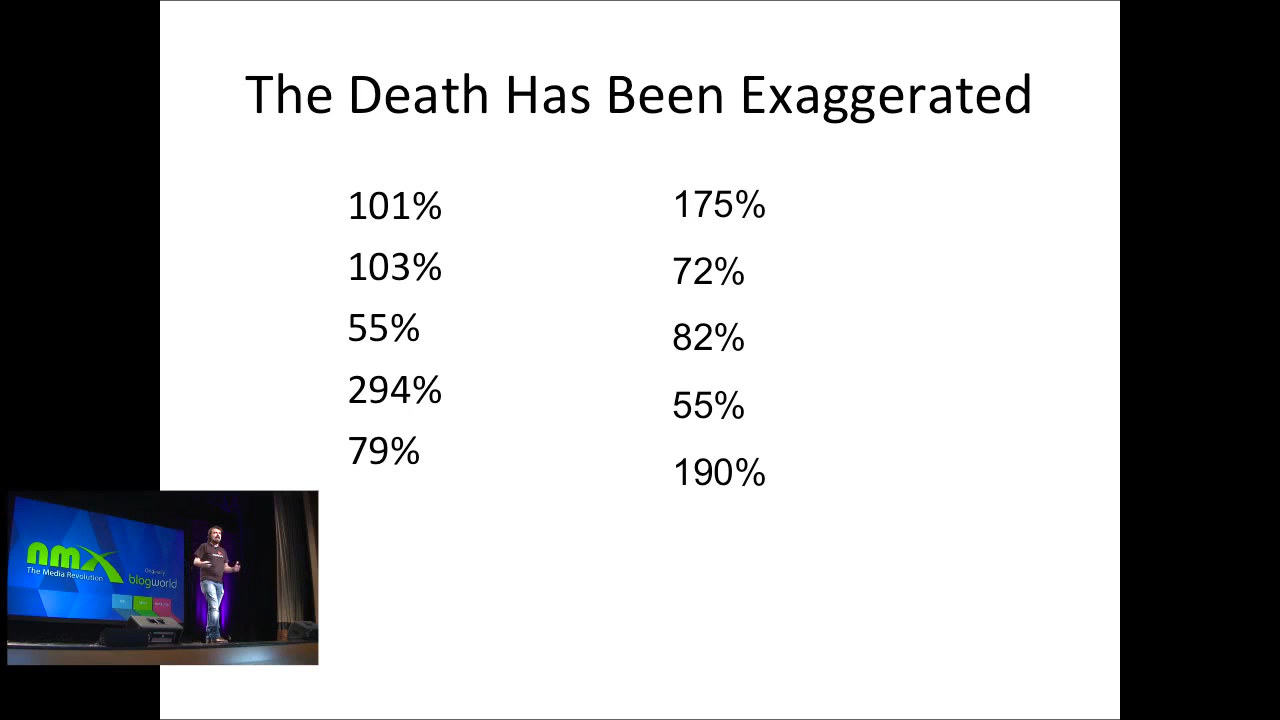 The Death Has Been Exaggerated
101%
103%
55%
294%
79%
175%
72%
82%
55%
190%
nmx
The Media Revolution
Originally
blogworld